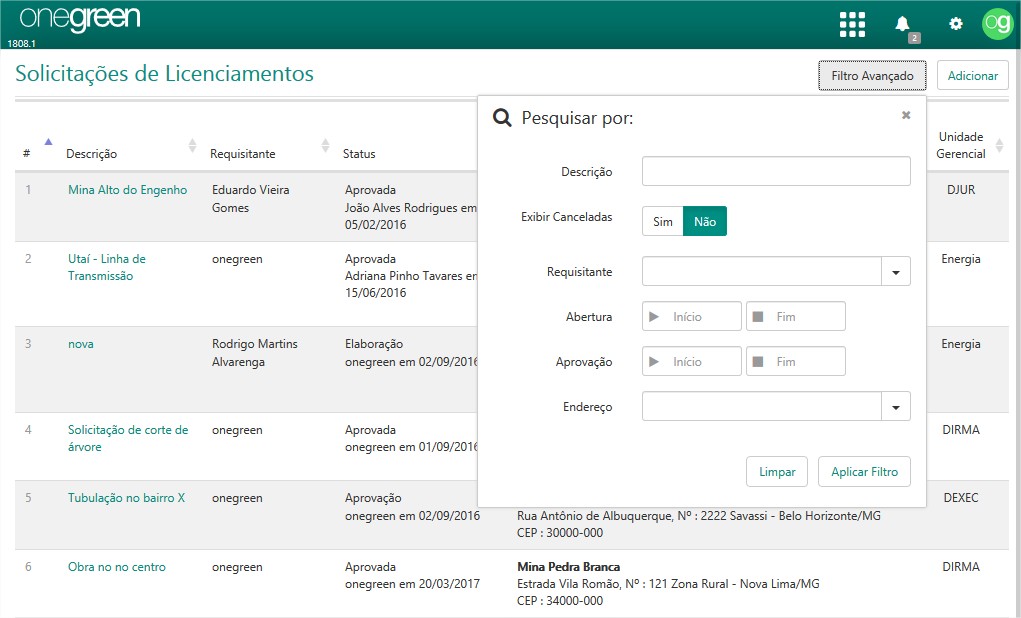 onegreen
1808.1
2
og
Solicitações de Licenciamentos
Filtro Avançado
Adicionar
#
Descrição
Requisitante
Status
Unidade
Gerencial
1
Mina Alto do Engenho
Eduardo Vieira
Gomes
Aprovada
João Alves Rodrigues em
05/02/2016
DJUR
2
Utaí - Linha de
Transmissão
onegreen
Aprovada
Adriana Pinho Tavares
15/06/2016
Energia
3
nova
Rodrigo Martins
Alvarenga
Elaboração
onegreen em 02/09/2016
Energia
4
Solicitação de corte de
árvore
onegreen
Aprovada
onegreen em 01/09/2016
DIRMA
5
Tubulação no bairro X
onegreen
Aprovação
onegreen em 02/09/2016
Rua Antônio de Albuquerque, Nº : 2222 Savassi - Belo Horizonte/MG
CEP : 30000-000
DEXEC
6
Obra no no centro
onegreen
Aprovada
onegreen em 20/03/2017
Mina Pedra Branca
Estrada Vila Romão, Nº : 121 Zona Rural - Nova Lima/MG
CEP : 34000-000
DIRMA
Pesquisar por:
Descrição
Exibir Canceladas
Sim
Não
Requisitante
Abertura
Início
Fim
Aprovação
Início
Fim
Endereço
Limpar
Aplicar Filtro